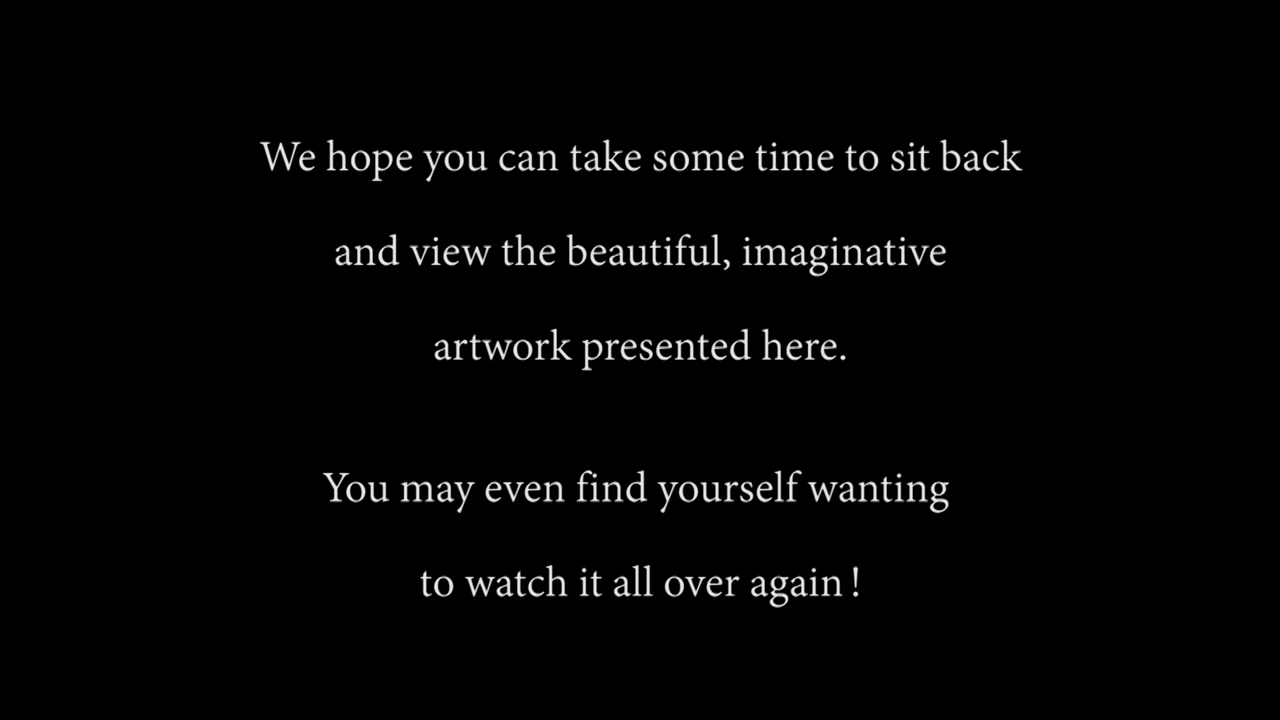 We hope you can take some time to sit back
and view the beautiful, imaginative
artwork presented here.
You may even find yourself wanting
to watch it all over again !